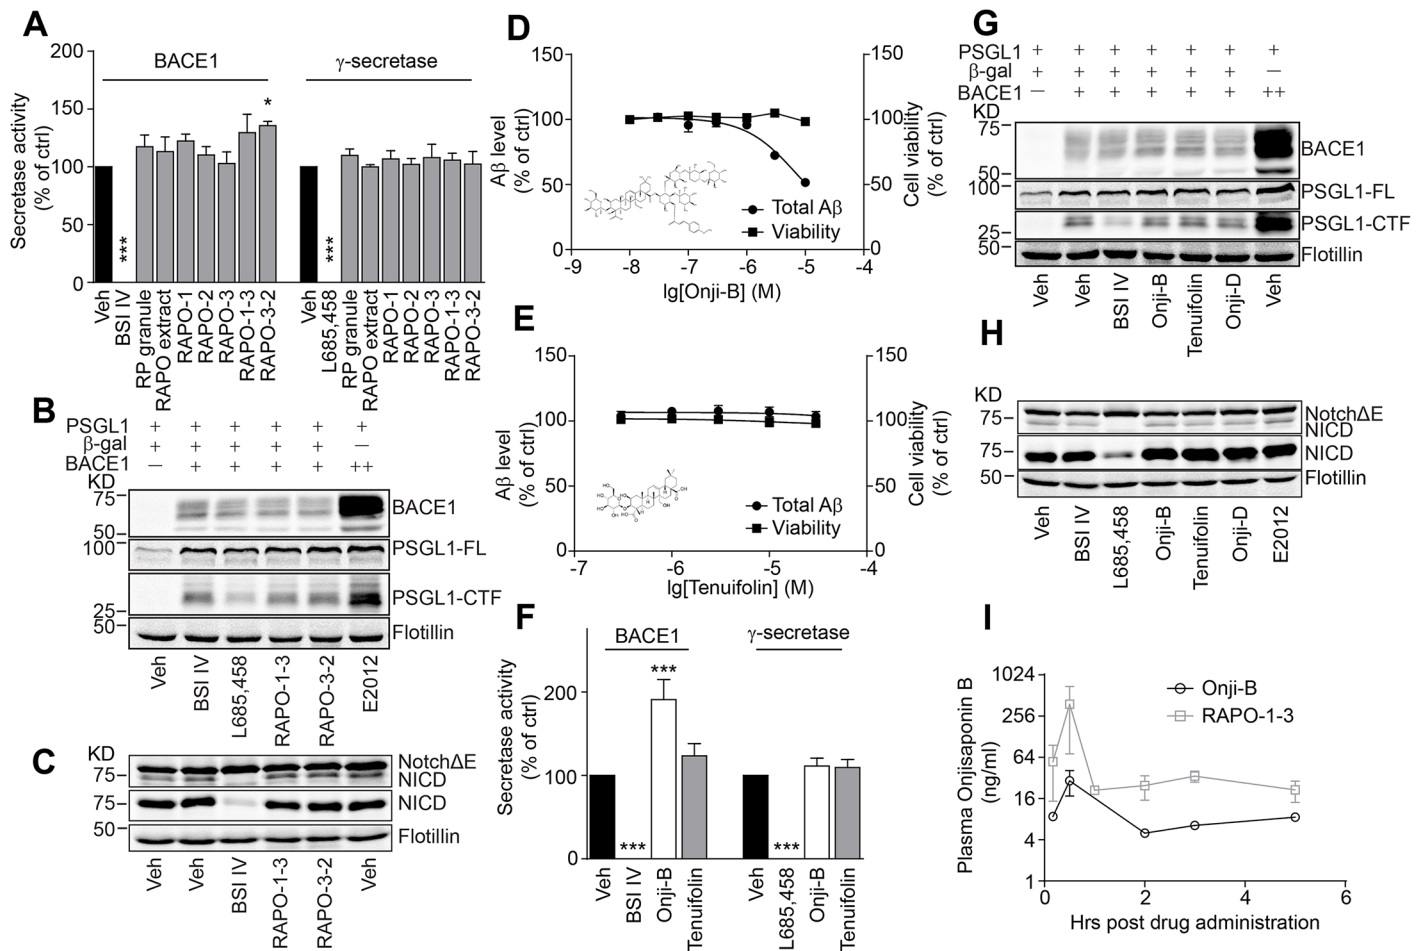 A
200
150
100
50
0
Secretase activity
(% of ctrl)
BACE1
γ-secretase
*
***
***
Veh
BSI IV
RP granule
RAPO extract
RAPO-1
RAPO-2
RAPO-3
RAPO-1-3
RAPO-3-2
Veh
L685,458
RP granule
RAPO extract
RAPO-1
RAPO-2
RAPO-3
RAPO-1-3
RAPO-3-2
B
PSGL1 + + + + + +
β-gal + + + + + —
BACE1 — + + + + ++
KD
75
50
100
25
50
BACE1
PSGL1-FL
PSGL1-CTF
Flotillin
Veh
BSI IV
L685,458
RAPO-1-3
RAPO-3-2
E2012
C
KD
75
75
50
NotchΔE
NICD
NICD
Flotillin
Veh
Veh
BSI IV
RAPO-1-3
RAPO-3-2
Veh
D
150
100
50
0
Aβ level
(% of ctrl)
150
100
50
0
Cell viability
(% of ctrl)
Total Aβ
Viability
-9 -8 -7 -6 -5 -4
lg[Onji-B] (M)
E
150
100
50
0
Aβ level
(% of ctrl)
150
100
50
0
Cell viability
(% of ctrl)
Total Aβ
Viability
-7 -6 -5 -4
lg[Tenuifolin] (M)
F
BACE1
γ-secretase
200
100
0
Secretase activity
(% of ctrl)
***
***
***
Veh
BSI IV
Onji-B
Tenuifolin
Veh
L685,458
Onji-B
Tenuifolin
G
PSGL1 + + + + + + +
β-gal + + + + + + —
BACE1 — + + + + + ++
KD
75
50
100
25
50
BACE1
PSGL1-FL
PSGL1-CTF
Flotillin
Veh
Veh
BSI IV
Onji-B
Tenuifolin
Onji-D
Veh
H
KD
75
75
50
NotchΔE
NICD
NICD
Flotillin
Veh
BSI IV
L685,458
Onji-B
Tenuifolin
Onji-D
E2012
I
1024
256
64
16
4
1
Plasma Onjisaponin B
(ng/ml)
Onji-B
RAPO-1-3
0 2 4 6
Hrs post drug administration